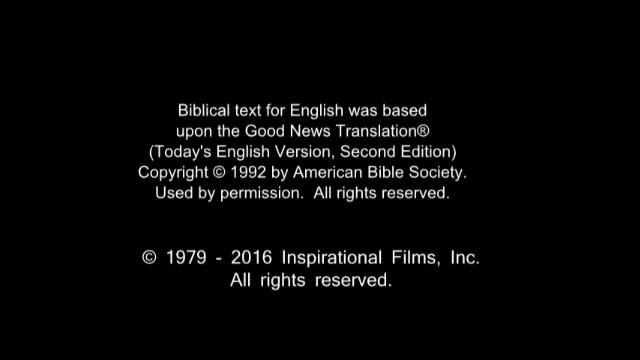 Biblical text for English was based
upon the Good News Translation®
(Today's English Version, Second Edition)
Copyright © 1992 by American Bible Society.
Used by permission.  All rights reserved.
© 1979 - 2016 Inspirational Films, Inc.
All rights reserved.